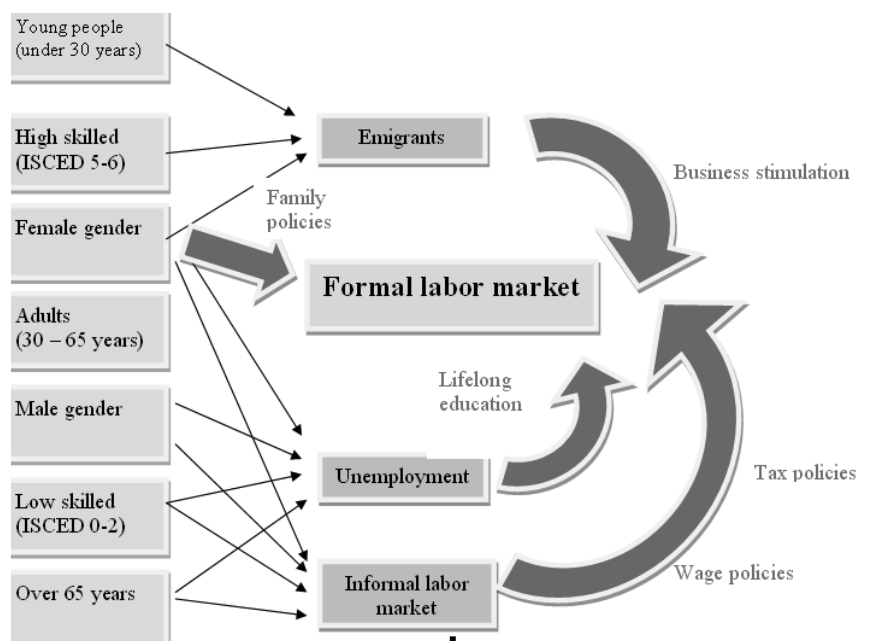 Young people
(under 30 years)
High skilled
(ISCED 5-6)
Female gender
Adults
(30 – 65 years)
Male gender
Low skilled
(ISCED 0-2)
Over 65 years
Emigrants
Family
policies
Formal labor market
Lifelong
education
Unemployment
Informal labor
market
Business stimulation
Tax policies
Wage policies